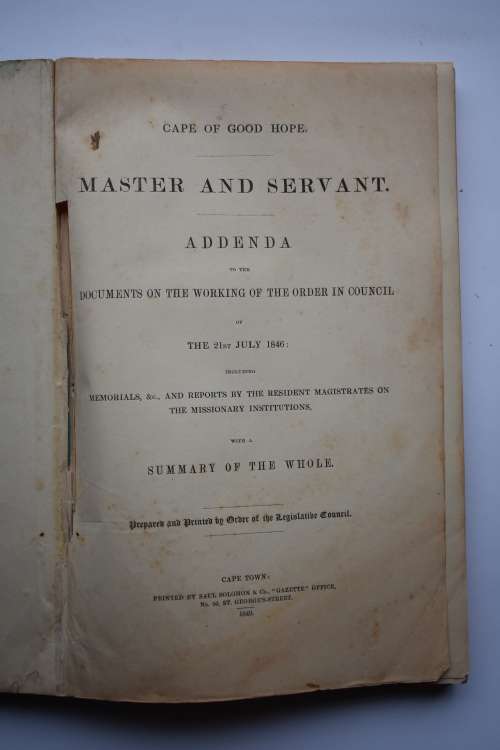 CAPE OF GOOD HOPE.
MASTER AND SERVANT.
ADDENDA
TO THE
DOCUMENTS ON THE WORKING OF THE ORDER IN COUNCIL
OF
THE 21ST JULY 1846:
INCLUDING
MEMORIALS, &c., AND REPORTS BY THE RESIDENT MAGISTRATES ON
THE MISSIONARY INSTITUTIONS,
WITH A
SUMMARY OF THE WHOLE.
Prepared and Printed by Order of the Legislative Council.
CAPE TOWN:
PRINTED BY SAUL SOLOMON & Co., "GAZETTE" OFFICE,
No. 50, ST. GEORGE'S-STREET.
1849.